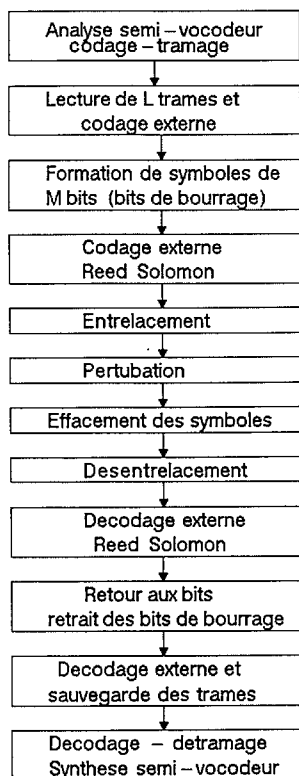 Analyse semi-vocodeur
codage-tramage
Lecture de L trames et
codage externe
Formation de symboles de
M bits (bits de bourrage)
Codage externe
Reed Solomon
Entrelacement
Pertubation
Effacement des symboles
Desentrelacement
Decodage externe
Reed Solomon
Retour aux bits
retrait des bits de bourrage
Decodage externe et
sauvegarde des trames
Decodage - detramage
Synthese semi-vocodeur